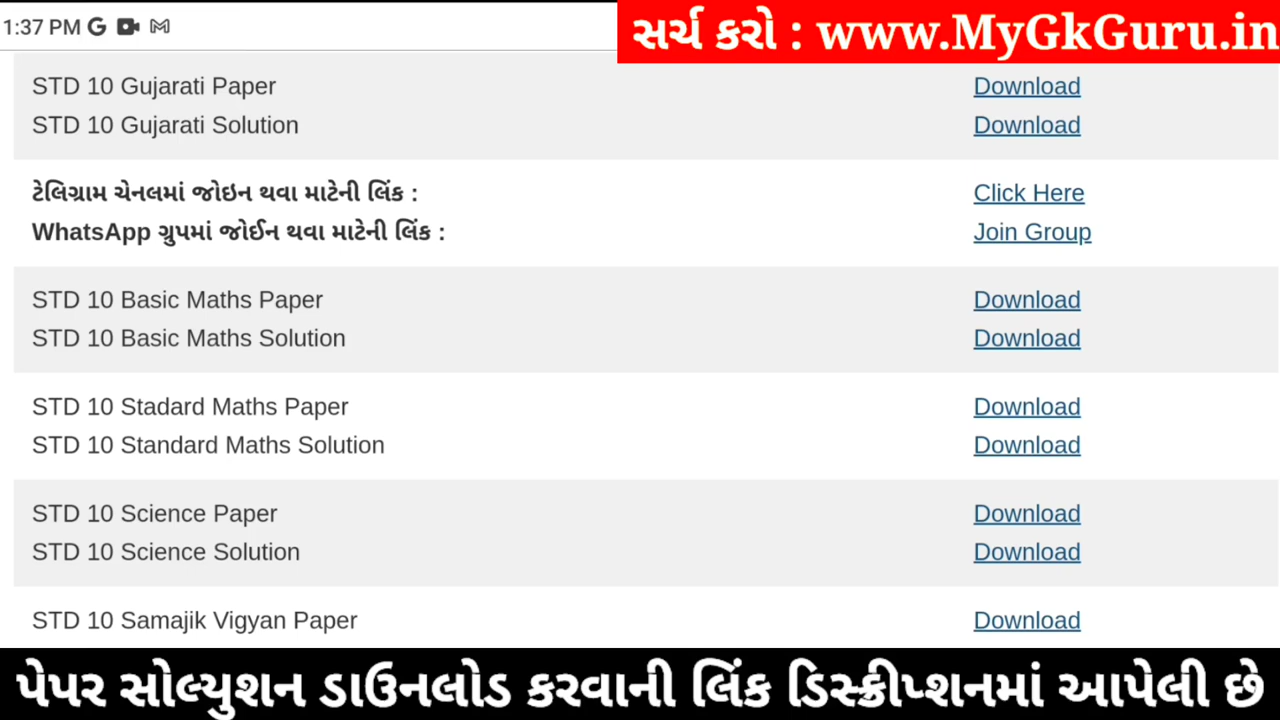 1:37 PM G
સર્ચ કરો : www.MyGkGuru.in
STD 10 Gujarati Paper Download
STD 10 Gujarati Solution Download
ટેલિગ્રામ ચેનલમાં જોઇન થવા માટેની લિંક : Click Here
WhatsApp ગ્રુપમાં જોઈન થવા માટેની લિંક : Join Group
STD 10 Basic Maths Paper Download
STD 10 Basic Maths Solution Download
STD 10 Stadard Maths Paper Download
STD 10 Standard Maths Solution Download
STD 10 Science Paper Download
STD 10 Science Solution Download
STD 10 Samajik Vigyan Paper Download
પેપર સોલ્યુશન ડાઉનલોડ કરવાની લિંક ડિસ્ક્રીપ્શનમાં આપેલી છે